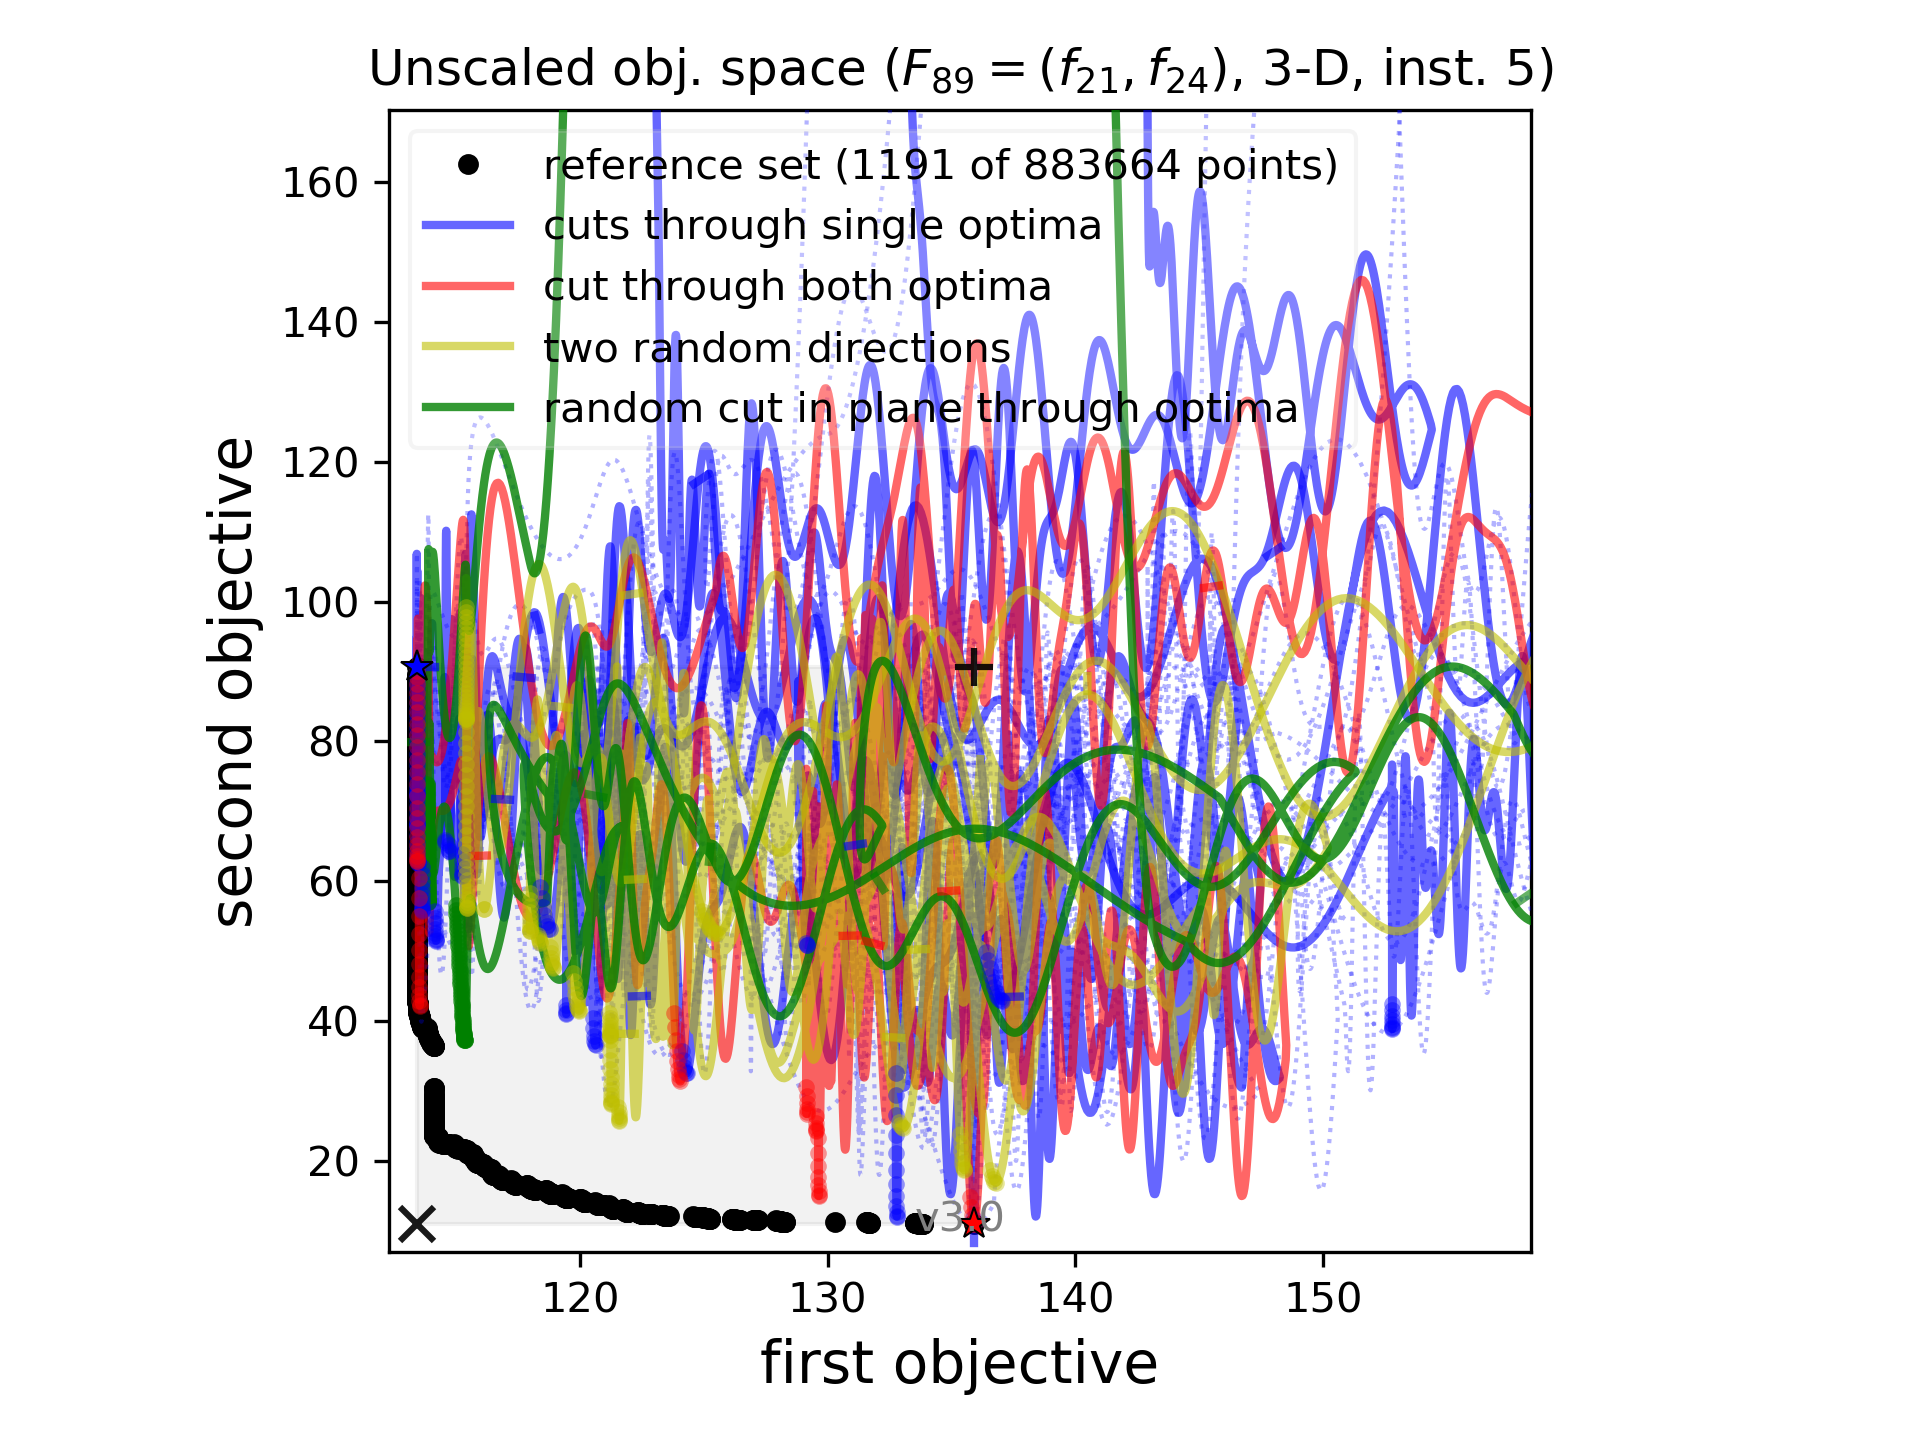 Unscaled obj. space (F₈₉ = (f₂₁, f₂₄), 3-D, inst. 5)
reference set (1191 of 883664 points)
cuts through single optima
cut through both optima
two random directions
random cut in plane through optima
160
140
120
100
80
60
40
20
second objective
v3.0
120
130
140
150
first objective